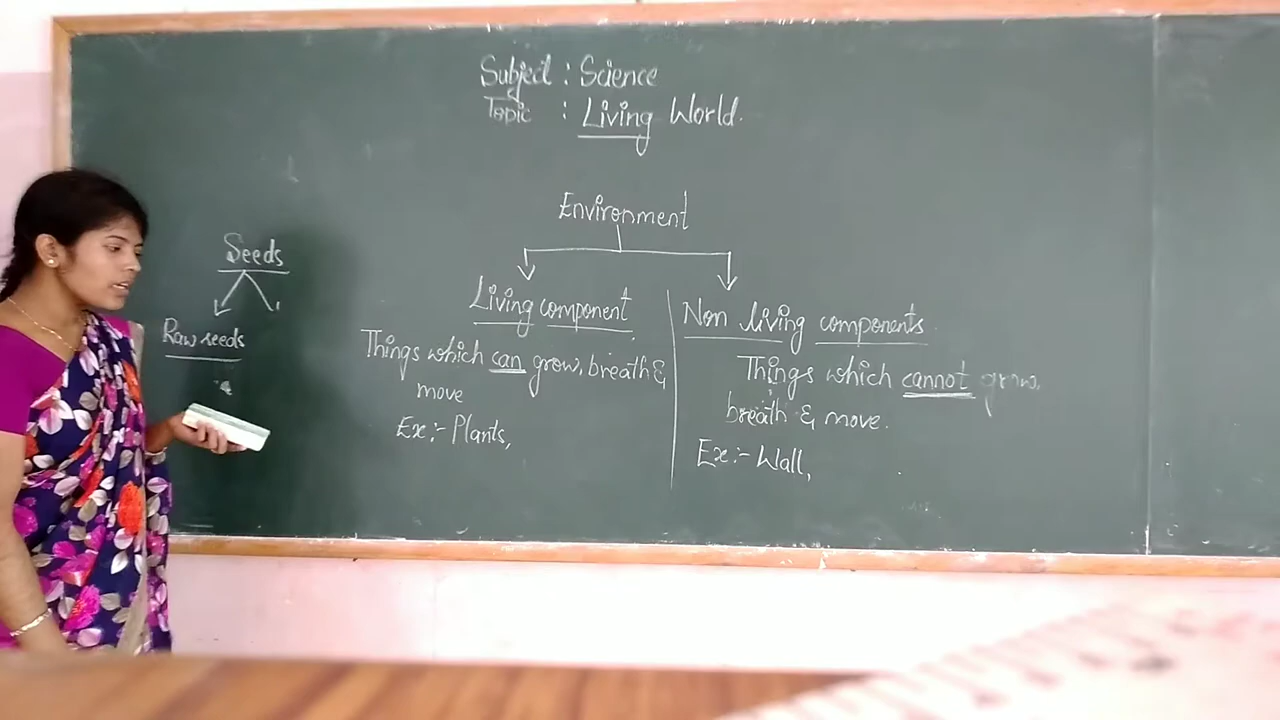 Subject : Science
Topic : Living World.
Environment
Seeds
Raw seeds
Living component
Things which can grow, breath &
move
Ex:- Plants,
Non living components
Things which cannot grow,
breath & move.
Ex:- Wall,